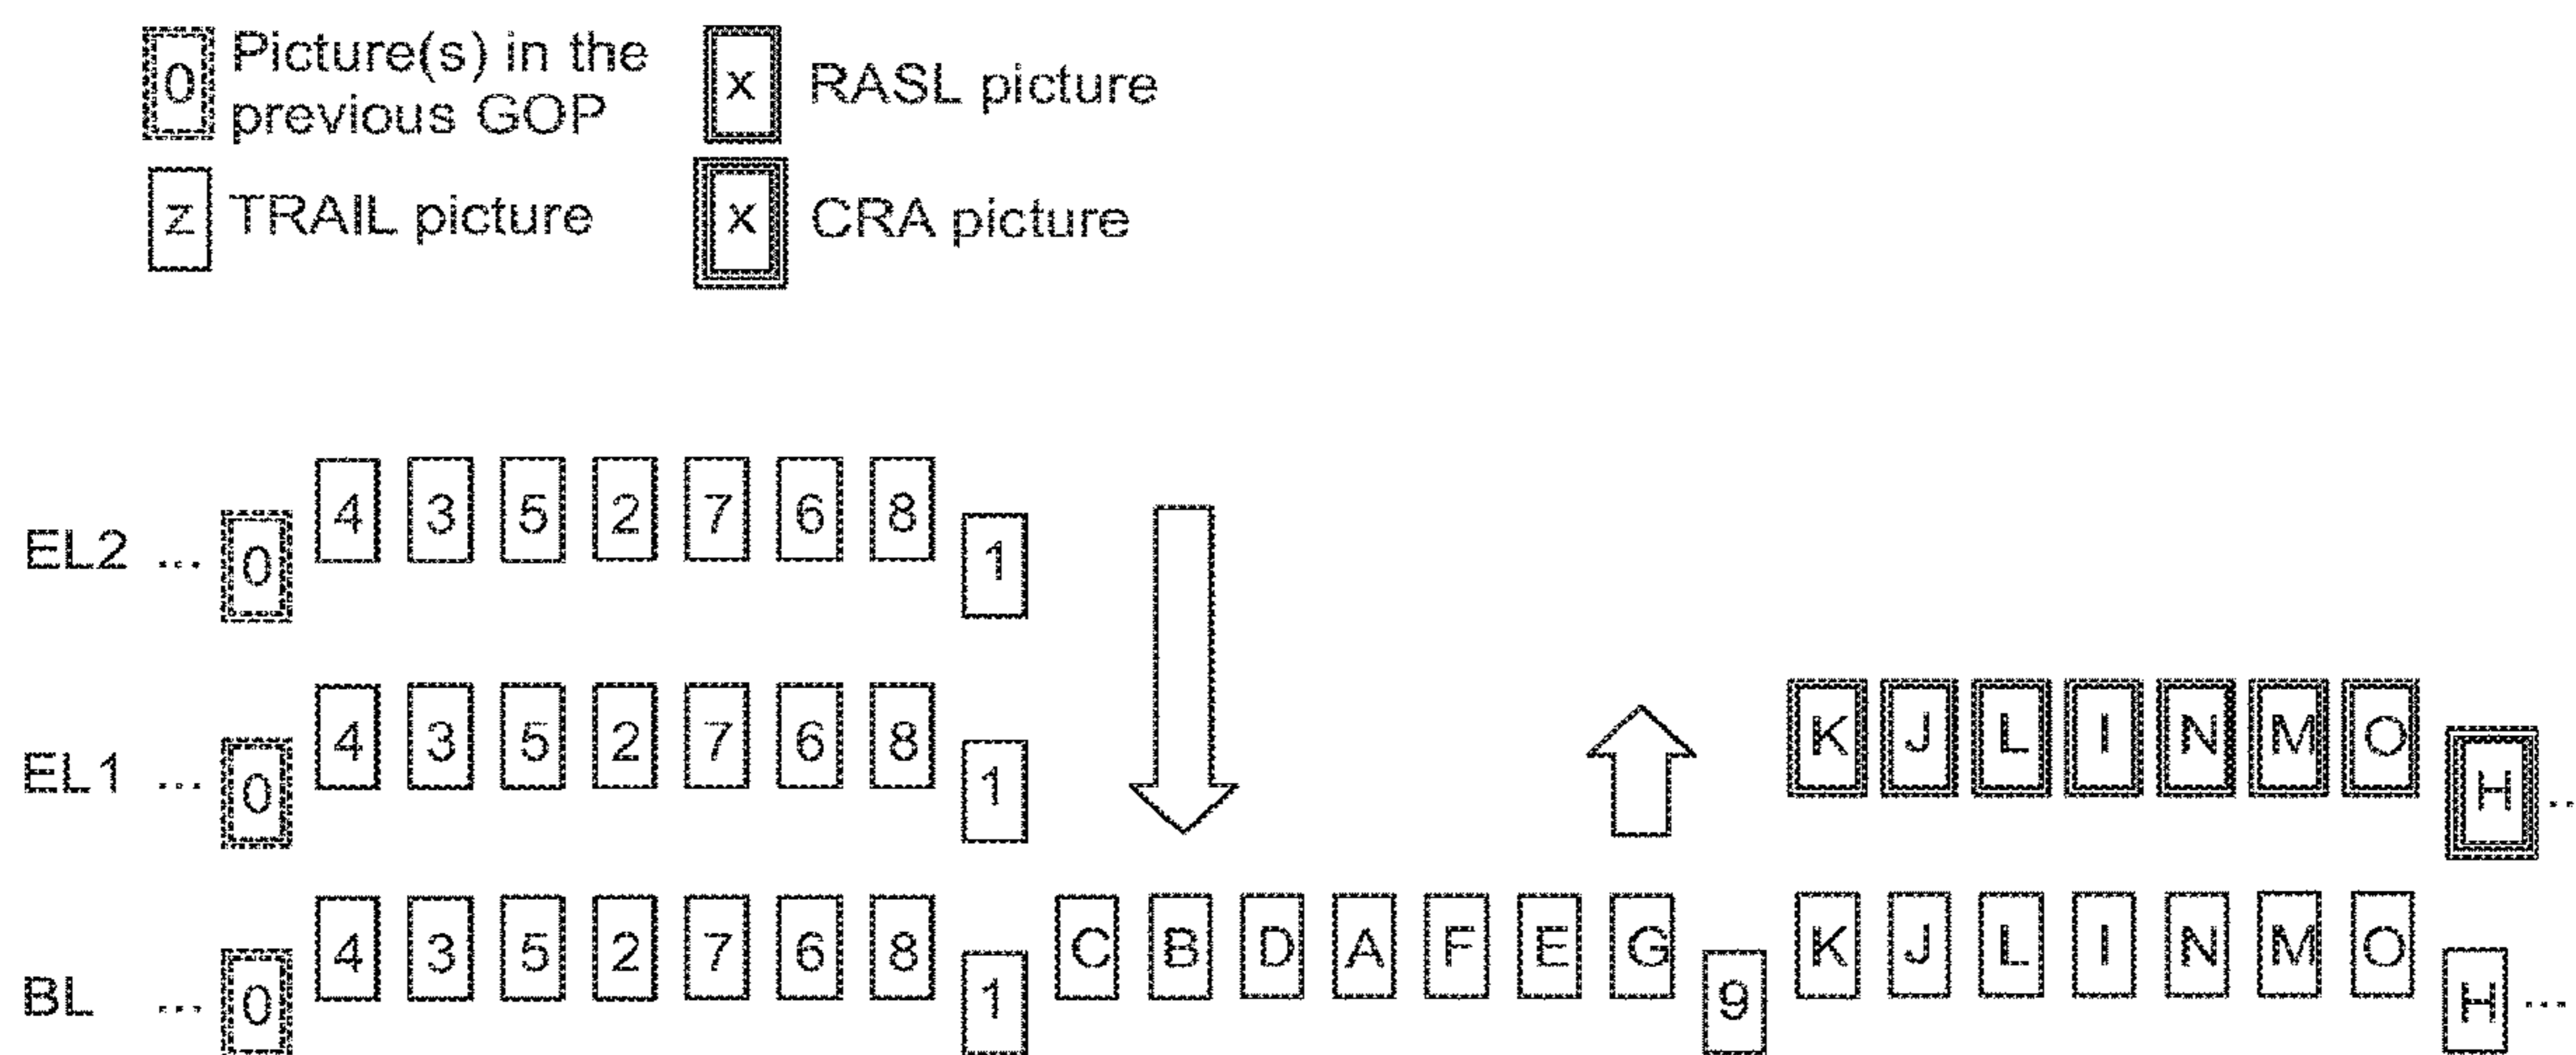 0 Picture(s) in the previous GOP
x RASL picture
z TRAIL picture
x CRA picture
EL2 ... 0 4 3 5 2 7 6 8 1
EL1 ... 0 4 3 5 2 7 6 8 1 K J L I N M O H ...
BL ... 0 4 3 5 2 7 6 8 1 C B D A F E G 9 K J L I N M O H ...